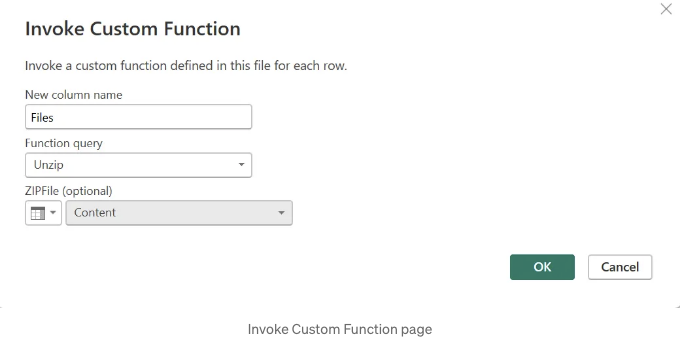 Invoke Custom Function
Invoke a custom function defined in this file for each row.
New column name
Files
Function query
Unzip
ZIPFile (optional)
Content
OK Cancel
Invoke Custom Function page